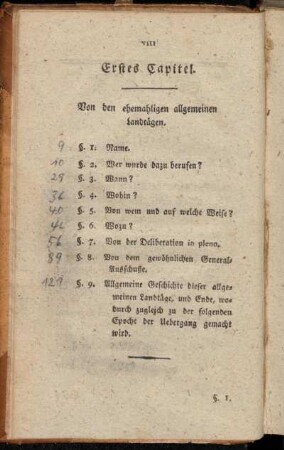 VIII
Erstes Capitel.
Von den ehemahligen allgemeinen
Landtägen.
9 §. 1. Name.
10 §. 2. Wer wurde dazu berufen?
29 §. 3. Wann?
36 §. 4. Wohin?
40 §. 5. Von wem und auf welche Weise?
§. 6. Wozu?
56 §. 7. Von der Deliberation in pleno.
89 §. 8. Von dem gewöhnlichen General-
Ausschusse.
121 §. 9. Allgemeine Geschichte dieser allge-
meinen Landtäge, und Ende, wo-
durch zugleich zu der folgenden
Epoche der Uebergang gemacht
wird.
§. 1.